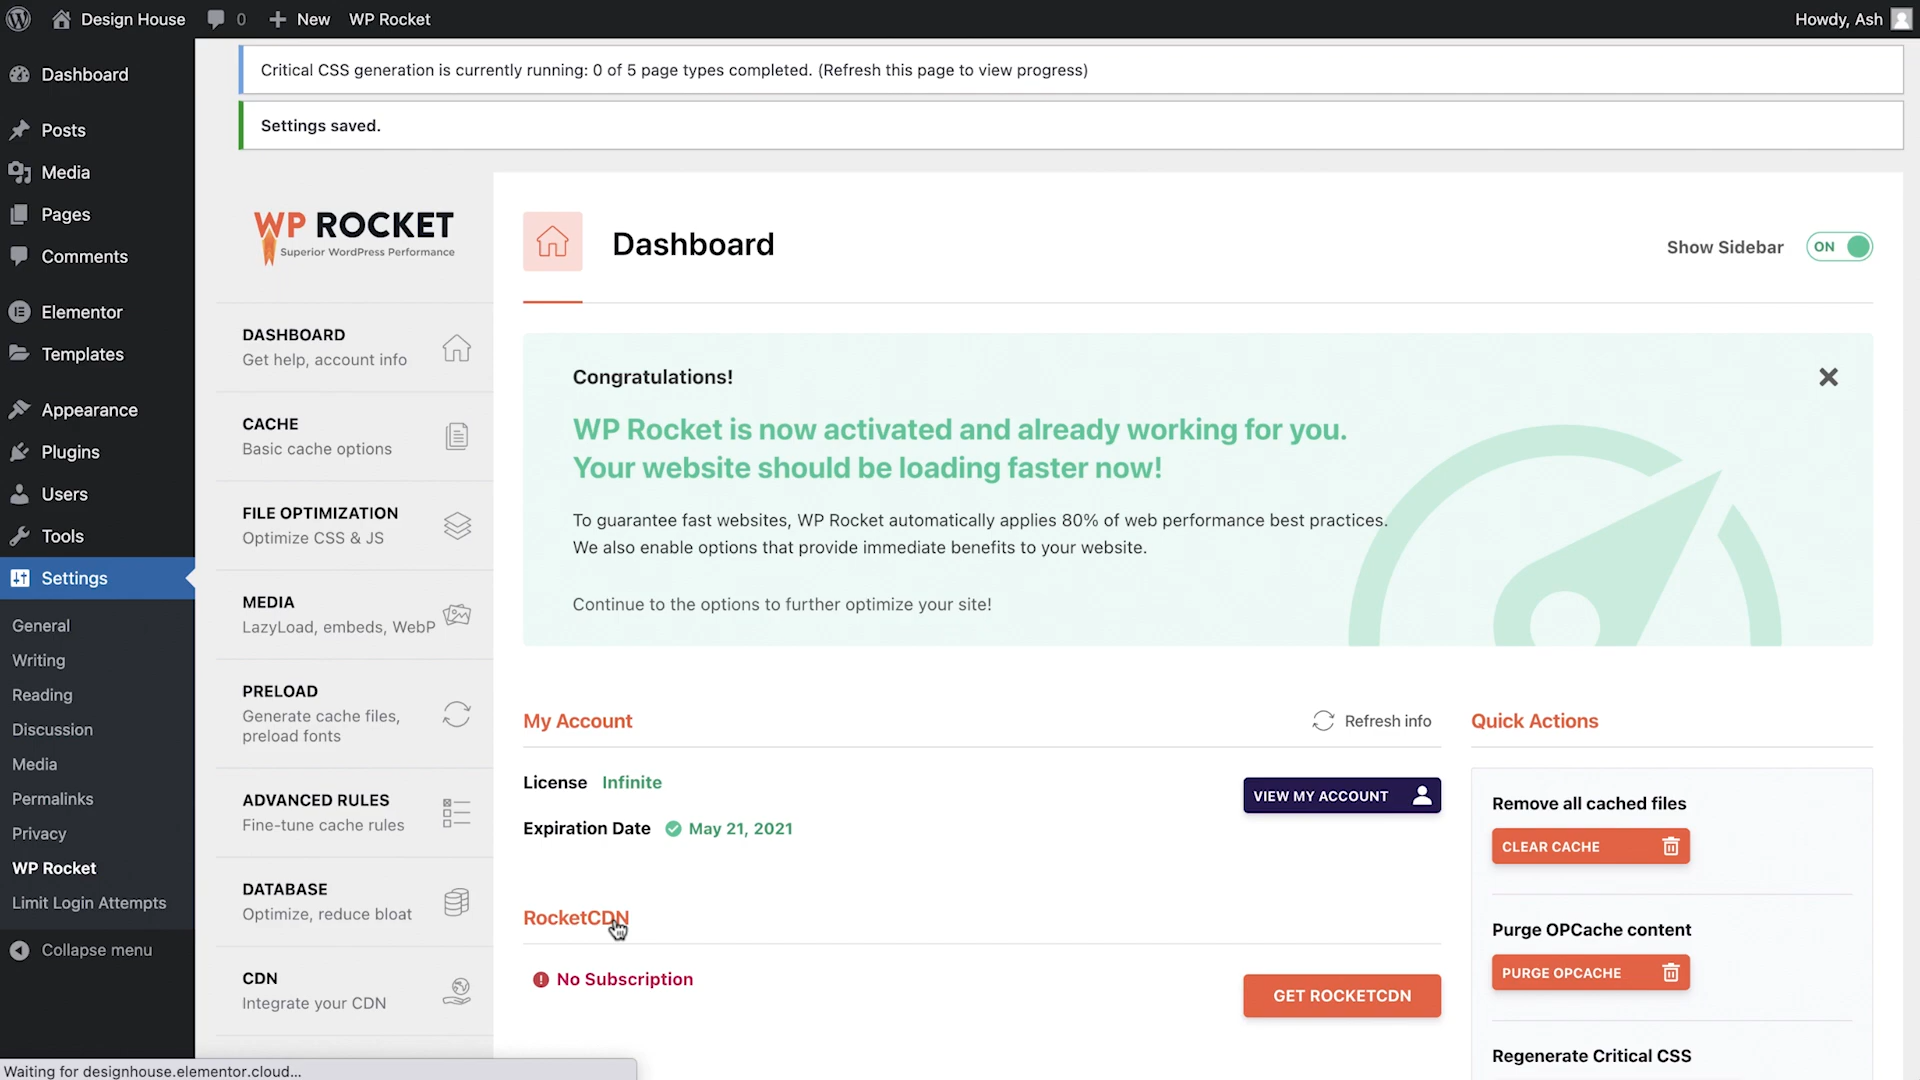 Design House
0
New
WP Rocket
Howdy, Ash
Dashboard
Posts
Media
Pages
Comments
Elementor
Templates
Appearance
Plugins
Users
Tools
Settings
General
Writing
Reading
Discussion
Media
Permalinks
Privacy
WP Rocket
Limit Login Attempts
Collapse menu
Critical CSS generation is currently running: 0 of 5 page types completed. (Refresh this page to view progress)
Settings saved.
WP ROCKET
Superior WordPress Performance
DASHBOARD
Get help, account info
CACHE
Basic cache options
FILE OPTIMIZATION
Optimize CSS & JS
MEDIA
LazyLoad, embeds, WebP
PRELOAD
Generate cache files,
preload fonts
ADVANCED RULES
Fine-tune cache rules
DATABASE
Optimize, reduce bloat
CDN
Integrate your CDN
Dashboard
Show Sidebar
ON
Congratulations!
WP Rocket is now activated and already working for you.
Your website should be loading faster now!
To guarantee fast websites, WP Rocket automatically applies 80% of web performance best practices.
We also enable options that provide immediate benefits to your website.
Continue to the options to further optimize your site!
My Account
Refresh info
License Infinite
VIEW MY ACCOUNT
Expiration Date May 21, 2021
RocketCDN
No Subscription
GET ROCKETCDN
Quick Actions
Remove all cached files
CLEAR CACHE
Purge OPCache content
PURGE OPCACHE
Regenerate Critical CSS
Waiting for designhouse.elementor.cloud...